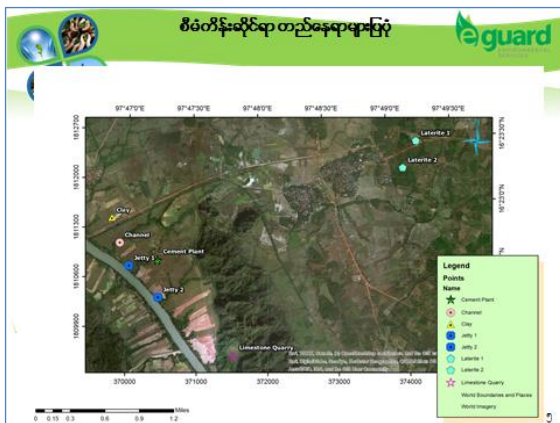 စီမံကိန်းဆိုင်ရာ တည်နေရာများပြပုံ
eguard
ENVIRONMENTAL SERVICES
97°47'0"E 97°47'30"E 97°48'0"E 97°48'30"E 97°49'0"E 97°49'30"E
1812700
16°23'30"N
Laterite 1
Laterite 2
1812000
16°23'0"N
Clay
1811300
Channel
Cement Plant
Jetty 1
1810600
Jetty 2
1809900
Limestone Quarry
370000 371000 372000 373000 374000
Legend
Points
Name
Cement Plant
Channel
Clay
Jetty 1
Jetty 2
Laterite 1
Laterite 2
Limestone Quarry
World Boundaries and Places
World Imagery
Miles
0 0.15 0.3 0.6 0.9 1.2
၅